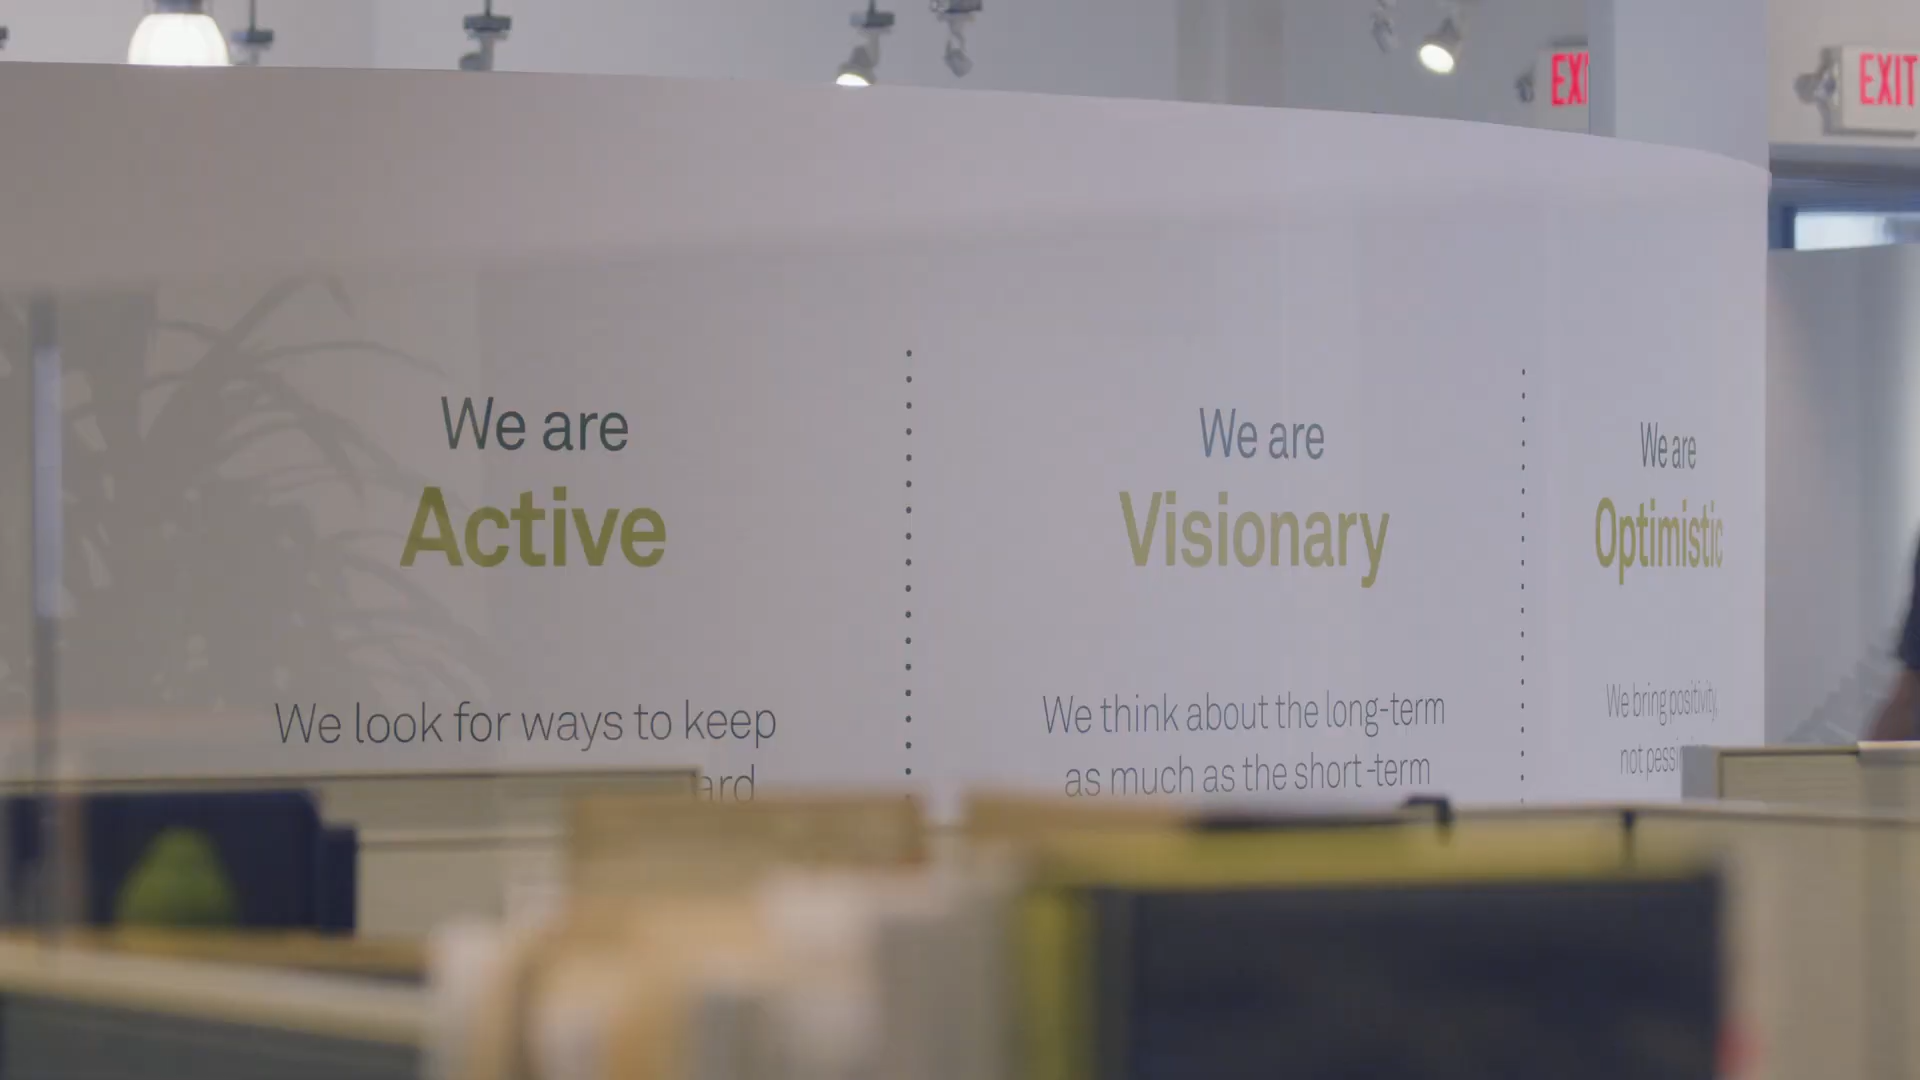 EXIT
We are
Active
We look for ways to keep
We are
Visionary
We think about the long-term
as much as the short-term
We are
Optimistic
We bring positivity,
not